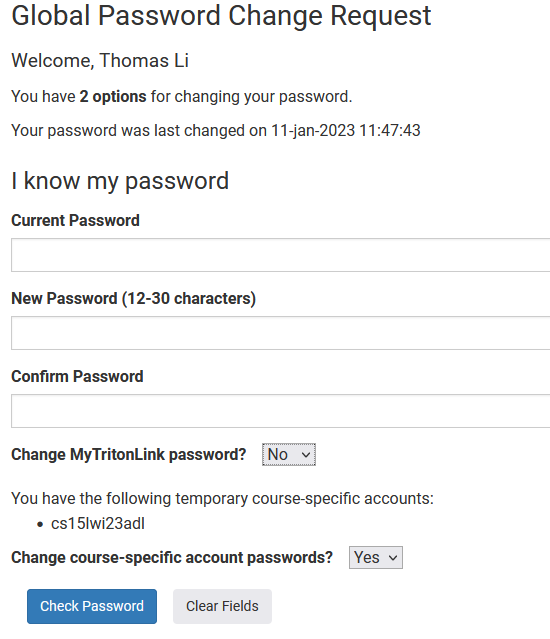 Global Password Change Request
Welcome, Thomas Li
You have 2 options for changing your password.
Your password was last changed on 11-jan-2023 11:47:43
I know my password
Current Password
New Password (12-30 characters)
Confirm Password
Change MyTritonLink password? No
You have the following temporary course-specific accounts:
• cs15lwi23adl
Change course-specific account passwords? Yes
Check Password Clear Fields